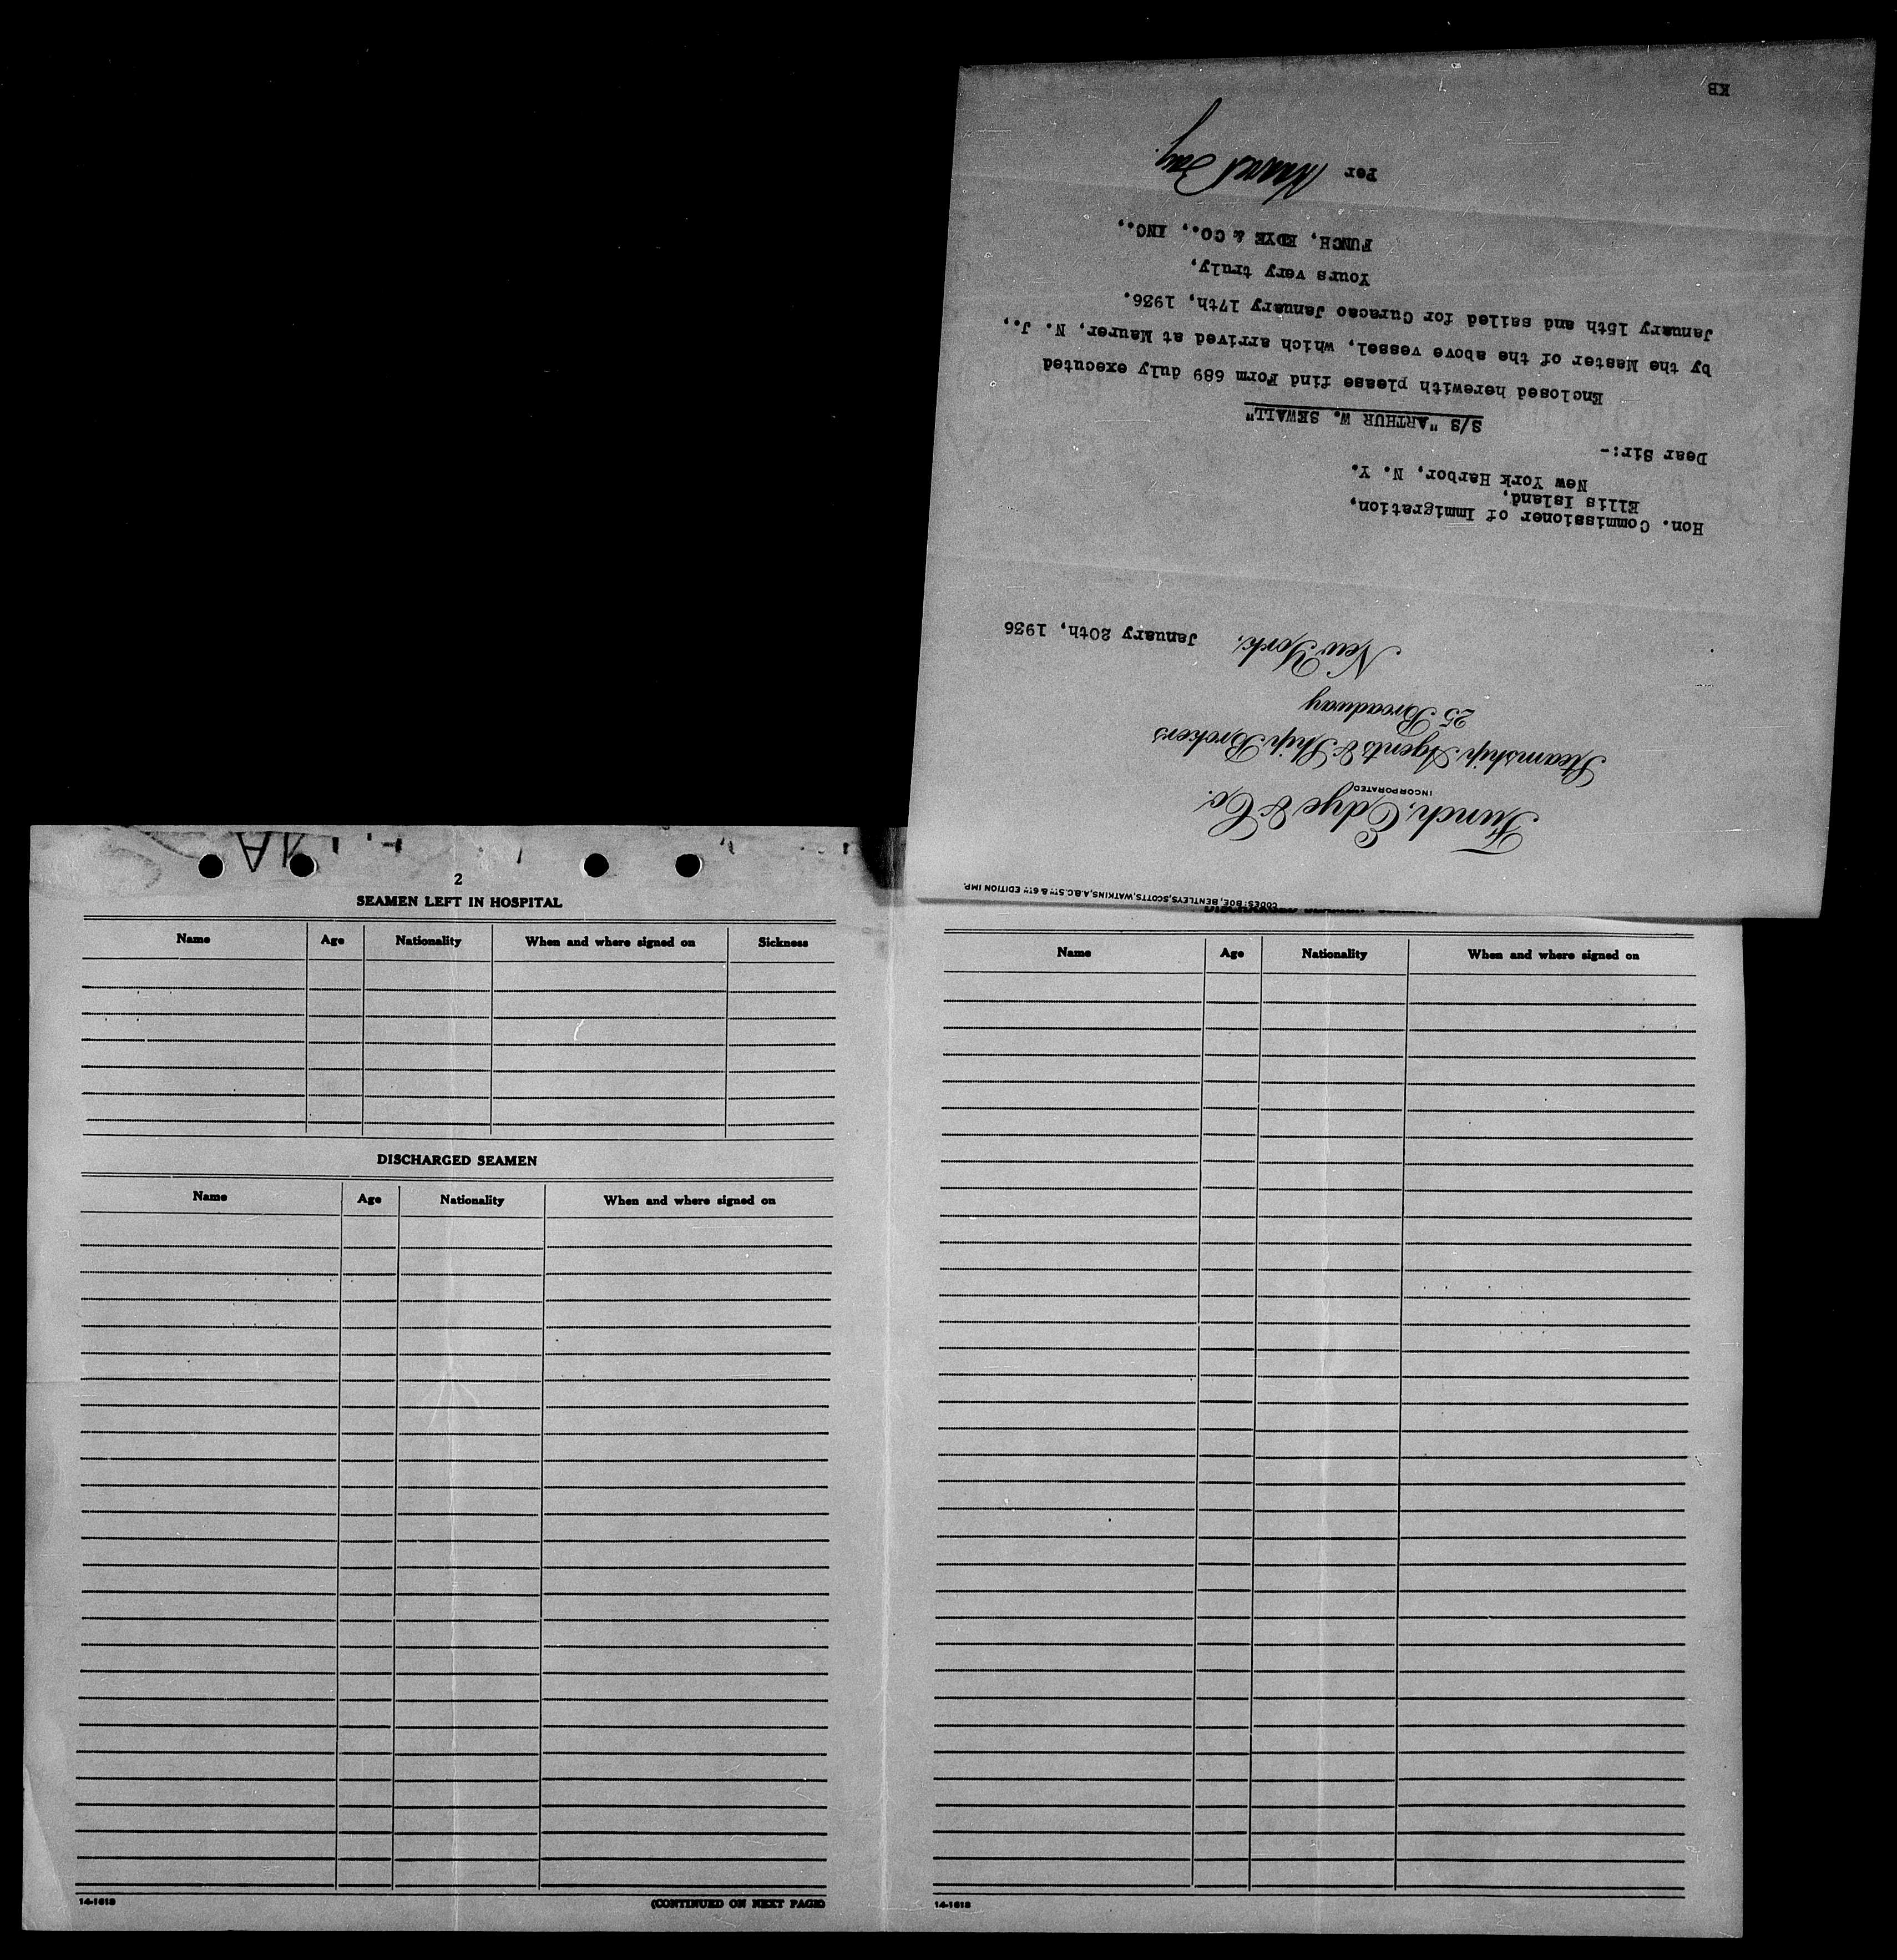 CODES: BOE, BENTLEYS, SCOTTS, WATKINS, A.B.C. 5TH & 6TH EDITION IMP.
Funch, Edye & Co.
INCORPORATED
Steamship Agents & Ship Brokers
25 Broadway
New York, January 20th, 1936
Hon. Commissioner of Immigration,
Ellis Island,
New York Harbor, N. Y.
Dear Sir:-
S/S "ARTHUR W. SEWALL"
Enclosed herewith please find Form 689 duly executed
by the Master of the above vessel, which arrived at Maurer, N. J.,
January 15th and sailed for Curacao January 17th, 1936.
Yours very truly,
FUNCH, EDYE & CO., INC.,
Per
KB
2
SEAMEN LEFT IN HOSPITAL
Name Age Nationality When and where signed on Sickness
DISCHARGED SEAMEN
Name Age Nationality When and where signed on
14-1613 (CONTINUED ON NEXT PAGE)
Name Age Nationality When and where signed on
14-1613